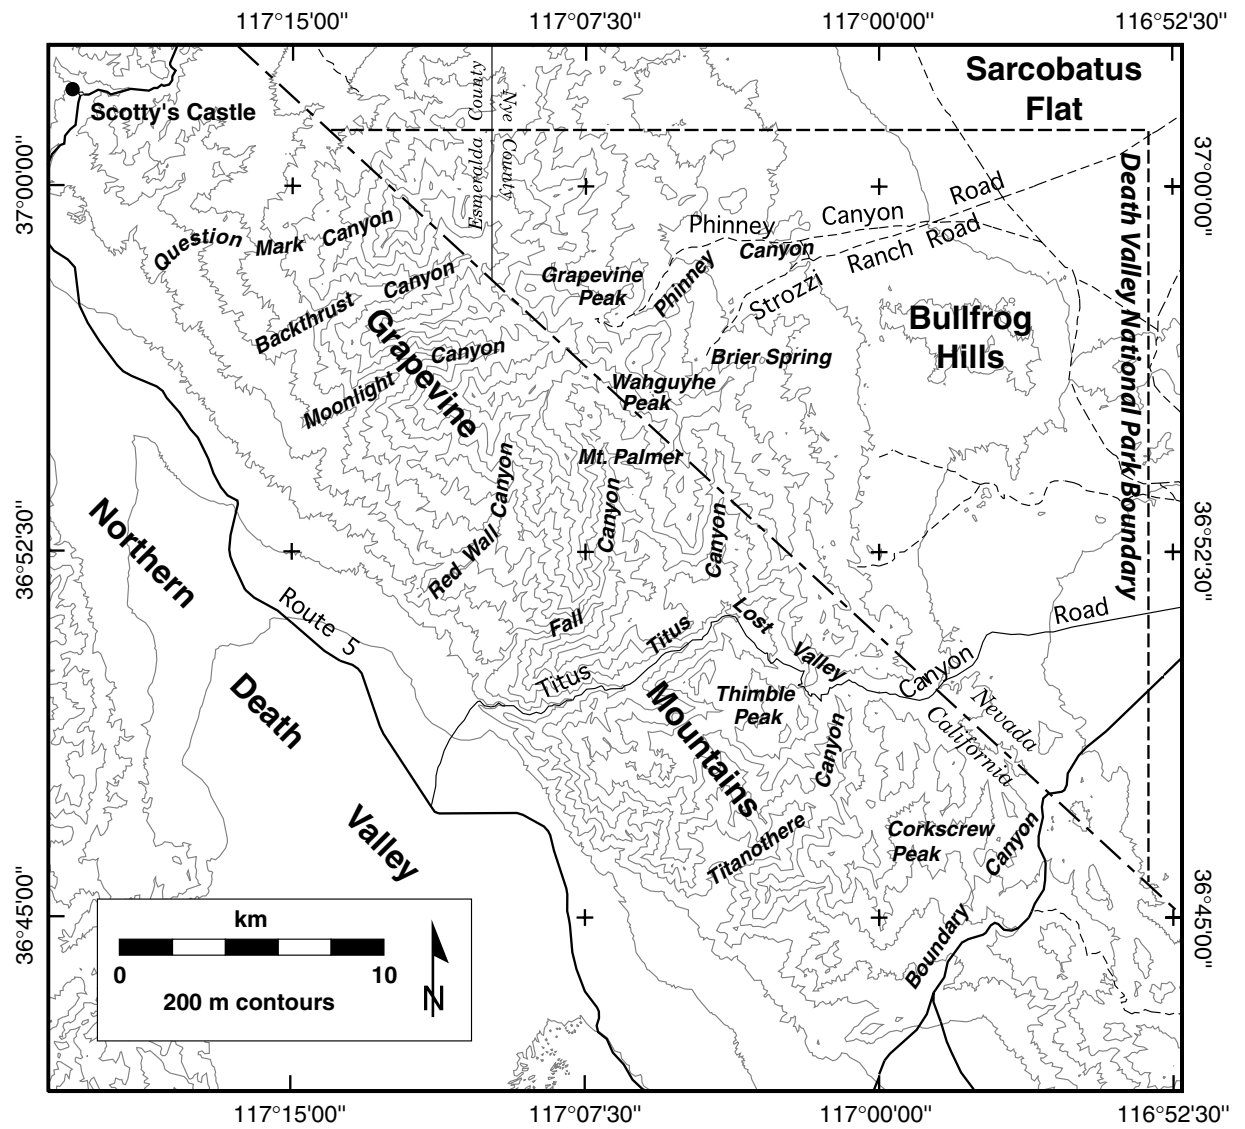 117°15'00"
117°07'30"
117°00'00"
116°52'30"
Sarcobatus
Flat
Scotty's Castle
Esmeralda County
Nye County
37°00'00"
37°00'00"
Death Valley National Park Boundary
Question Mark Canyon
Phinney Canyon Road
Phinney Canyon
Strozzi Ranch Road
Grapevine
Peak
Backthrust Canyon
Bullfrog
Hills
Grapevine
Mountains
Moonlight Canyon
Brier Spring
Wahguyhe
Peak
Mt. Palmer
Red Wall Canyon
Fall Canyon
Titus Canyon
36°52'30"
36°52'30"
Northern
Death
Valley
Route 5
Lost Valley
Titus Canyon Road
Thimble
Peak
Nevada
California
Titanothere Canyon
Corkscrew
Peak
Boundary Canyon
36°45'00"
36°45'00"
km
0 10
200 m contours
N
117°15'00"
117°07'30"
117°00'00"
116°52'30"